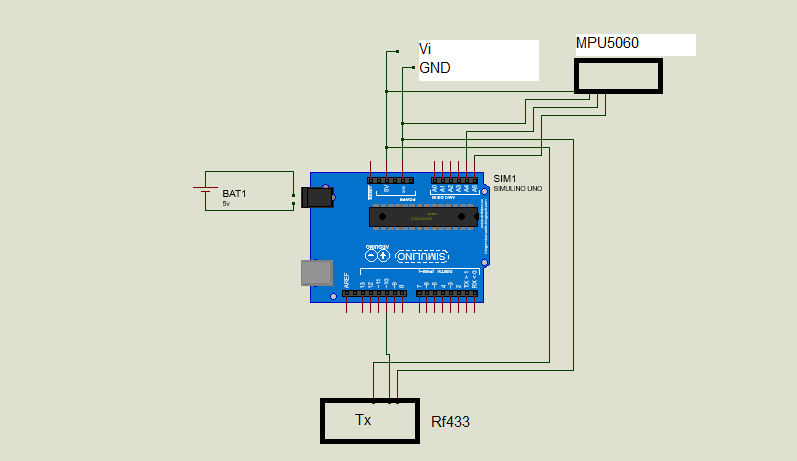 Vi
GND
MPU5060
BAT1
5v
SIM1
SIMULINO UNO
RESET
5V
POWER
A0
A1
A2
A3
A4
A5
ANALOG IN
ARDUINO
SIMULINO
AREF
13
12
~11
~10
~9
8
7
~6
~5
4
~3
2
TX > 1
RX < 0
Tx
Rf433